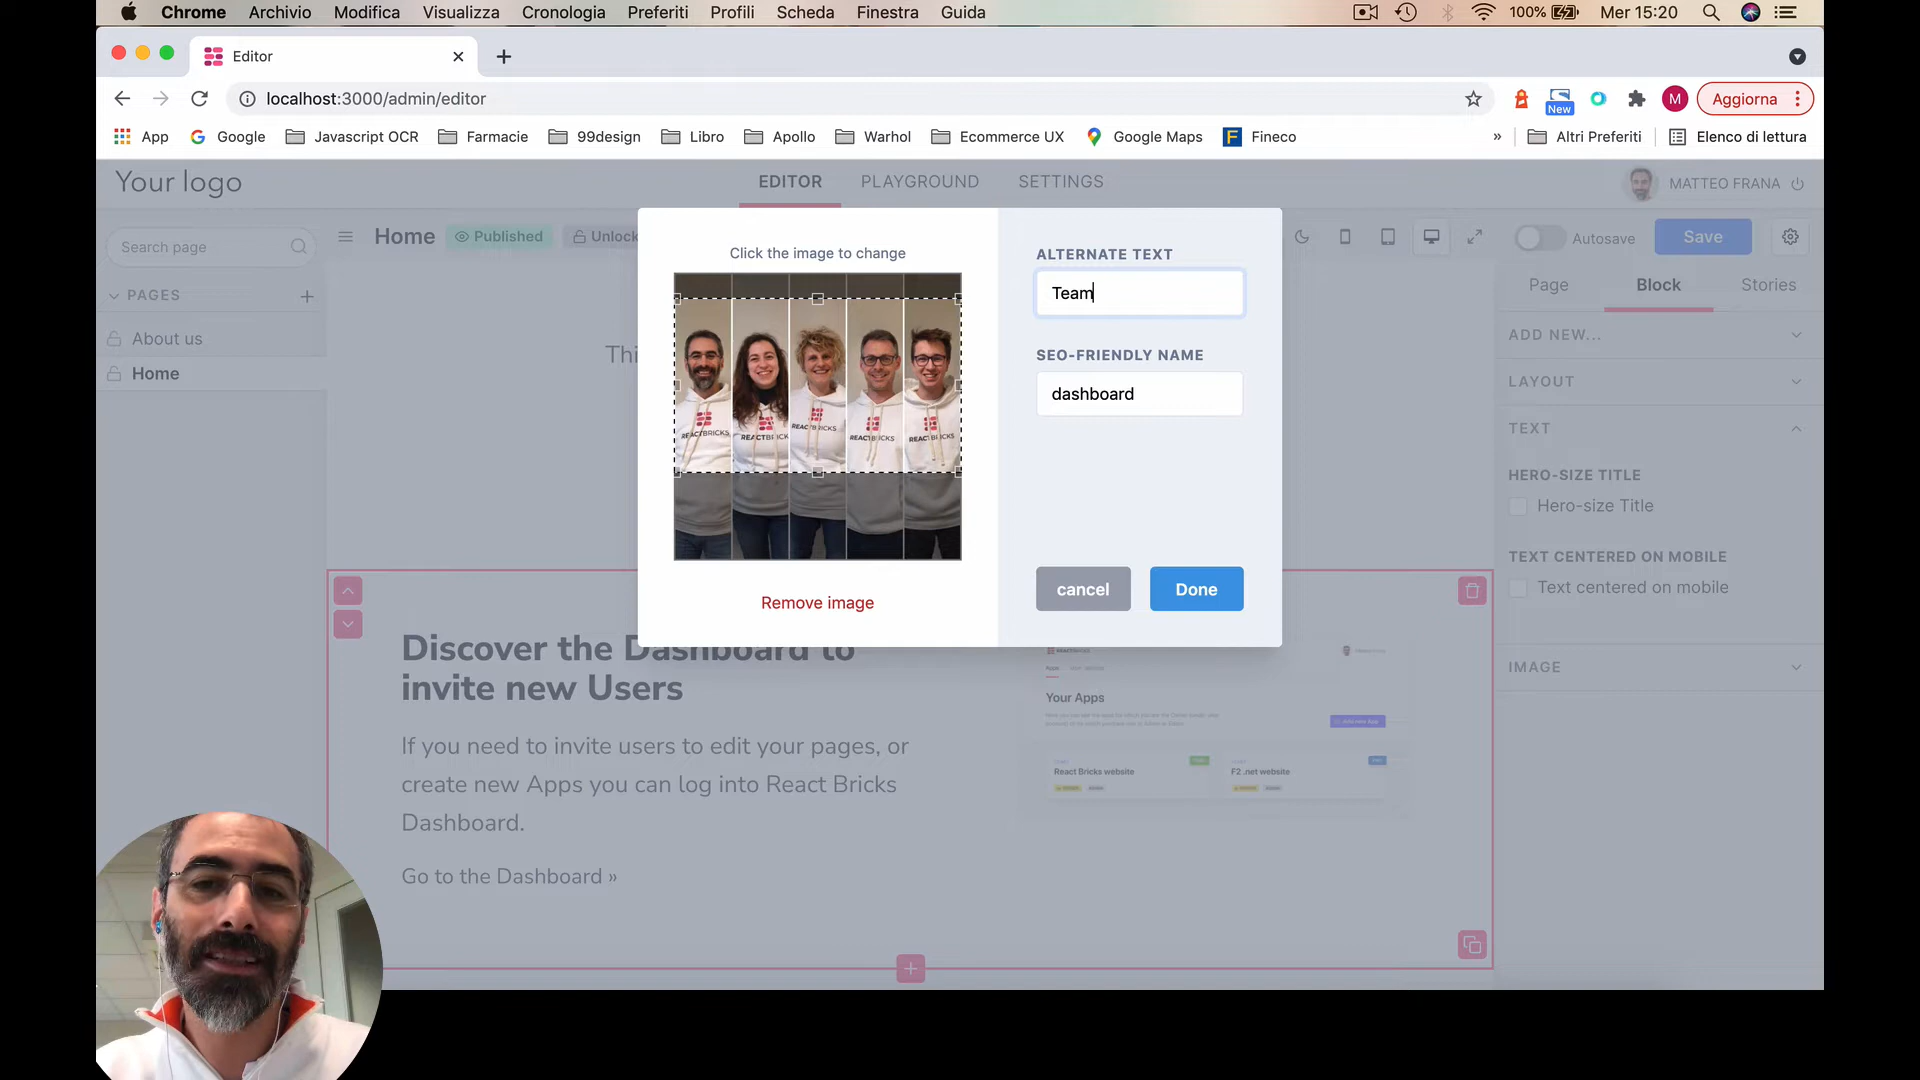 Chrome Archivio Modifica Visualizza Cronologia Preferiti Profili Scheda Finestra Guida 100% Mer 15:20
Editor
localhost:3000/admin/editor New M Aggiorna
App Google Javascript OCR Farmacie 99design Libro Apollo Warhol Ecommerce UX Google Maps Fineco » Altri Preferiti Elenco di lettura
Your logo EDITOR PLAYGROUND SETTINGS MATTEO FRANA
Search page Home Published Unlock Autosave Save
PAGES
About us
Home
Page Block Stories
ADD NEW...
LAYOUT
TEXT
HERO-SIZE TITLE
Hero-size Title
TEXT CENTERED ON MOBILE
Text centered on mobile
IMAGE
Thi
Click the image to change
REACTBRICKS REACTBRICKS REACTBRICKS REACTBRICKS
Remove image
ALTERNATE TEXT
Team
SEO-FRIENDLY NAME
dashboard
cancel Done
Discover the Dashboard to
invite new Users
If you need to invite users to edit your pages, or
create new Apps you can log into React Bricks
Dashboard.
Go to the Dashboard »
Your Apps
React Bricks website F2 .net website